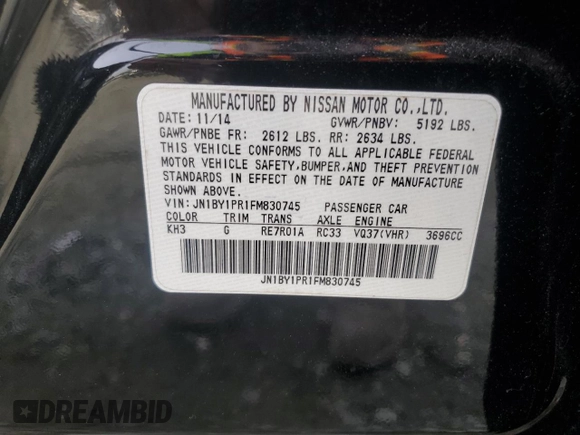 MANUFACTURED BY NISSAN MOTOR CO.,LTD.
DATE: 11/14 GVWR/PNBV: 5192 LBS.
GAWR/PNBE FR: 2612 LBS. RR: 2634 LBS.
THIS VEHICLE CONFORMS TO ALL APPLICABLE FEDERAL
MOTOR VEHICLE SAFETY, BUMPER, AND THEFT PREVENTION
STANDARDS IN EFFECT ON THE DATE OF MANUFACTURE
SHOWN ABOVE.
VIN: JN1BY1PR1FM830745 PASSENGER CAR
COLOR TRIM TRANS AXLE ENGINE
KH3 G RE7R01A RC33 VQ37(VHR) 3696CC
JN1BY1PR1FM830745
DREAMBID